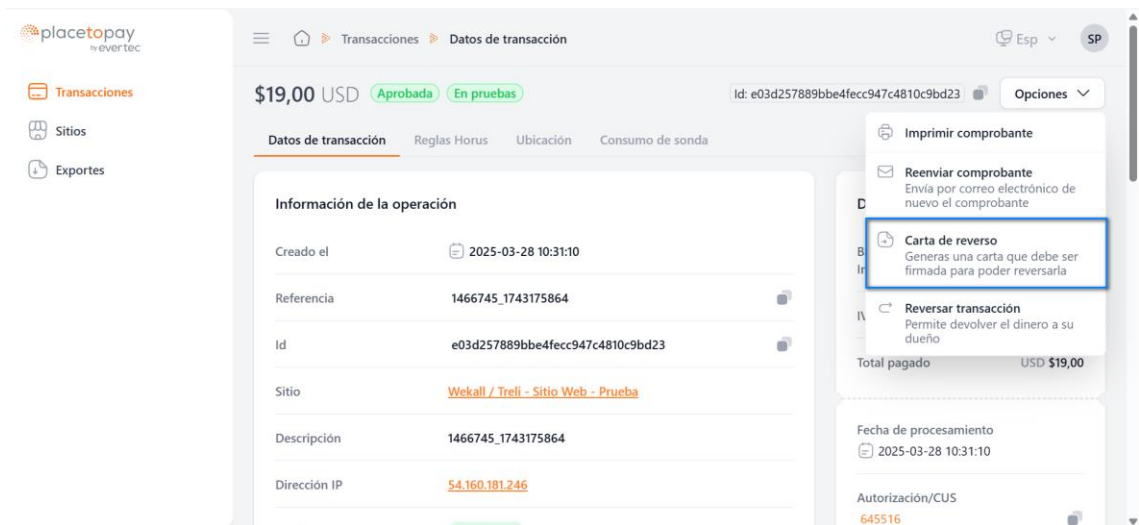 placetopay
by evertec
Transacciones
Sitios
Exportes
Transacciones Datos de transacción
Esp
SP
$19,00 USD Aprobada En pruebas
Id: e03d257889bbe4fecc947c4810c9bd23
Opciones
Datos de transacción Reglas Horus Ubicación Consumo de sonda
Imprimir comprobante
Reenviar comprobante
Envía por correo electrónico de
nuevo el comprobante
Carta de reverso
Generas una carta que debe ser
firmada para poder reversarla
Reversar transacción
Permite devolver el dinero a su
dueño
Información de la operación
Creado el 2025-03-28 10:31:10
Referencia 1466745_1743175864
Id e03d257889bbe4fecc947c4810c9bd23
Sitio Wekall / Treli - Sitio Web - Prueba
Descripción 1466745_1743175864
Dirección IP 54.160.181.246
Total pagado USD $19,00
Fecha de procesamiento
2025-03-28 10:31:10
Autorización/CUS
645516